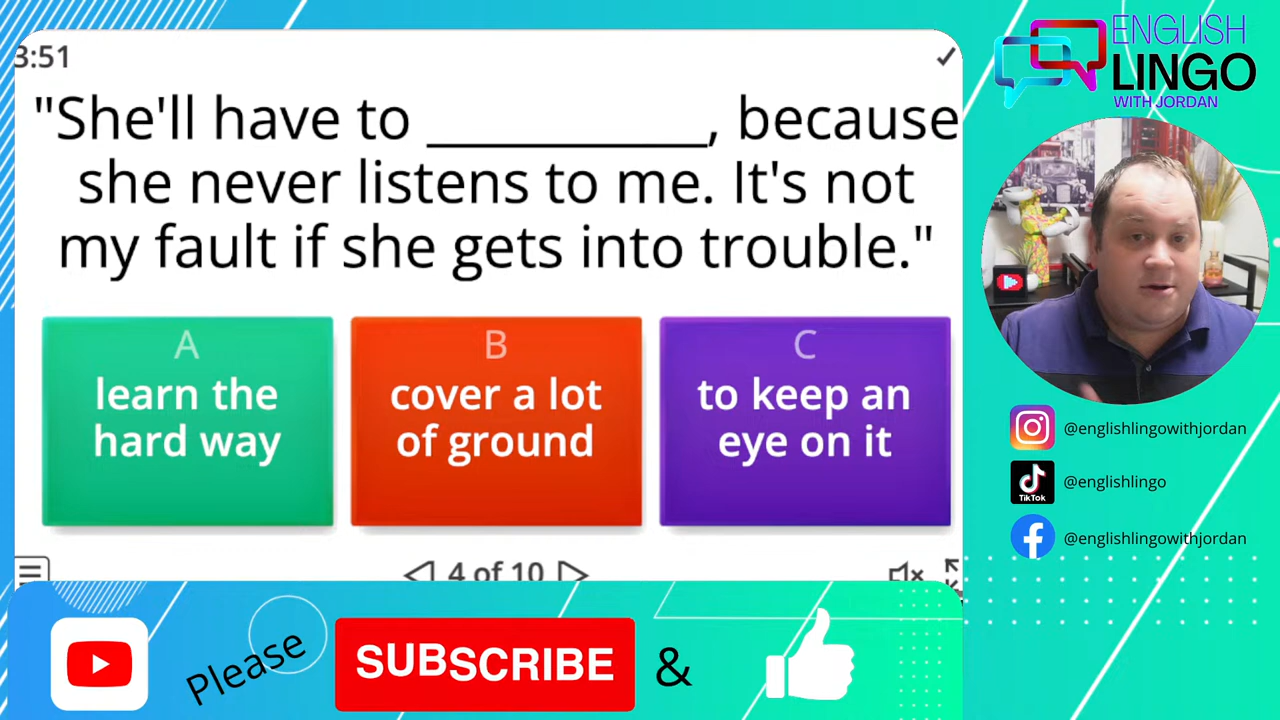 3:51
"She'll have to __________, because
she never listens to me. It's not
my fault if she gets into trouble."
A
learn the
hard way
B
cover a lot
of ground
C
to keep an
eye on it
4 of 10
Please
SUBSCRIBE
&
ENGLISH
LINGO
WITH JORDAN
@englishlingowithjordan
TikTok
@englishlingo
@englishlingowithjordan